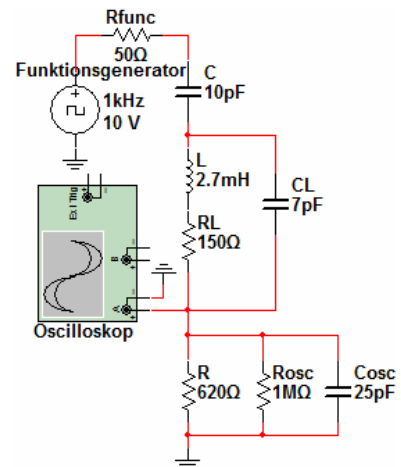 Rfunc
50Ω
Funktionsgenerator
C
10pF
+
1kHz
10 V
L
2.7mH
CL
7pF
RL
150Ω
Ext Trig
+
−
B
+
−
A
+
−
Oscilloskop
R
620Ω
Rosc
1MΩ
Cosc
25pF